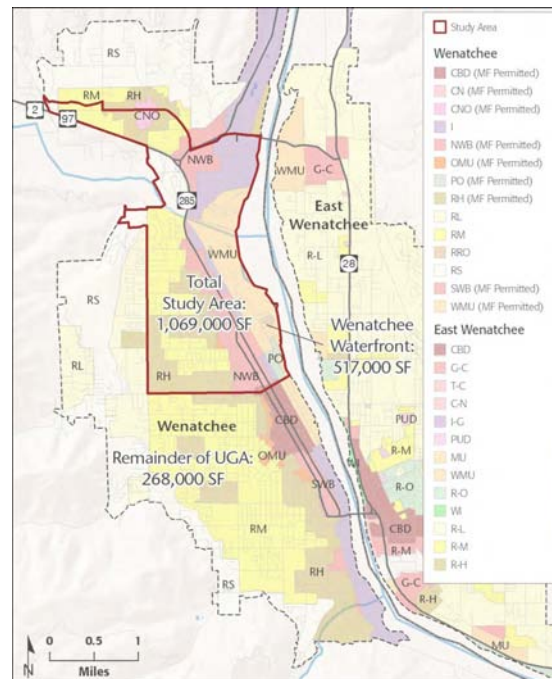 RS
RM
RH
CNO
2
97
NWB
WMU
G-C
285
East
Wenatchee
R-L
28
WMU
RS
Total
Study Area:
1,069,000 SF
Wenatchee
Waterfront:
517,000 SF
RL
PO
RH
NWB
CBD
PUD
Wenatchee
R-M
OMU
WI
Remainder of UGA:
268,000 SF
SWB
R-O
CBD
RM
R-M
RH
G-C
RS
R-H
MU
0 0.5 1
Miles
N
Study Area
Wenatchee
CBD (MF Permitted)
CN (MF Permitted)
CNO (MF Permitted)
I
NWB (MF Permitted)
OMU (MF Permitted)
PO (MF Permitted)
RH (MF Permitted)
RL
RM
RRO
RS
SWB (MF Permitted)
WMU (MF Permitted)
East Wenatchee
CBD
G-C
T-C
C-N
I-G
PUD
MU
WMU
R-O
WI
R-L
R-M
R-H